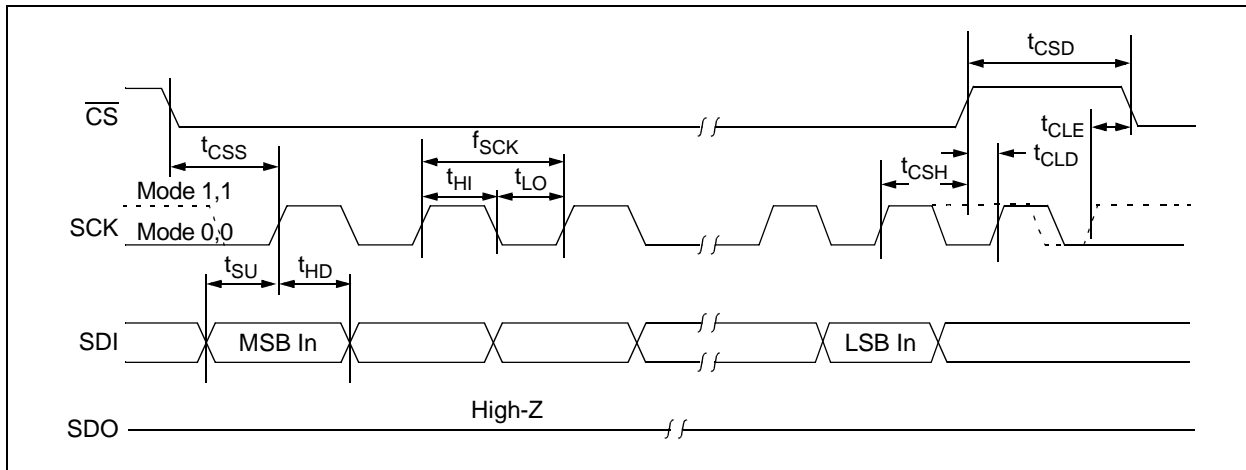 tCSD
CS
tCLE
tCSS
fSCK
tCSH
tCLD
tHI
tLO
Mode 1,1
SCK
Mode 0,0
tSU
tHD
SDI
MSB In
LSB In
High-Z
SDO